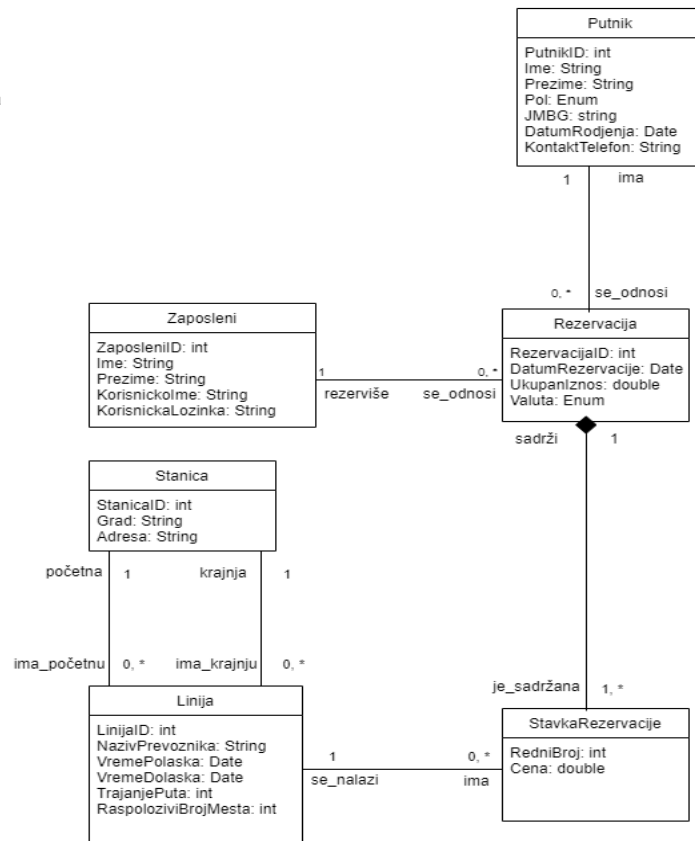 Putnik
PutnikID: int
Ime: String
Prezime: String
Pol: Enum
JMBG: string
DatumRodjenja: Date
KontaktTelefon: String
1 ima
0, * se_odnosi
Zaposleni
ZaposleniID: int
Ime: String
Prezime: String
KorisnickoIme: String
KorisnickaLozinka: String
1 0, *
rezerviše se_odnosi
Rezervacija
RezervacijaID: int
DatumRezervacije: Date
UkupanIznos: double
Valuta: Enum
sadrži 1
Stanica
StanicaID: int
Grad: String
Adresa: String
početna 1 krajnja 1
ima_početnu 0, * ima_krajnju 0, *
Linija
LinijaID: int
NazivPrevoznika: String
VremePolaska: Date
VremeDolaska: Date
TrajanjePuta: int
RaspoloziviBrojMesta: int
1 0, *
se_nalazi ima
je_sadržana 1, *
StavkaRezervacije
RedniBroj: int
Cena: double